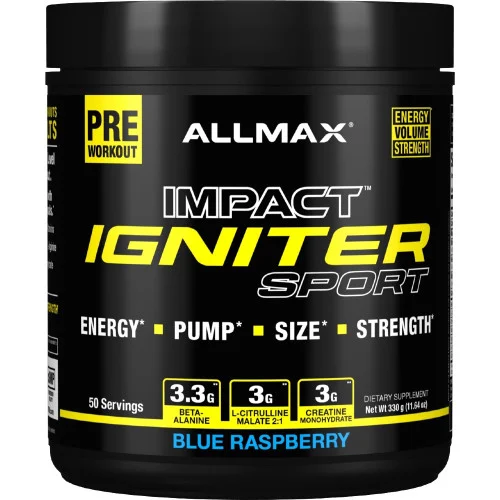 PRE
WORKOUT
ALLMAX®
ENERGY
VOLUME
STRENGTH
IMPACT™
IGNITER
SPORT
ENERGY* ▪ PUMP* ▪ SIZE* ▪ STRENGTH*
50 Servings
3.3G**
BETA-
ALANINE
3G**
L-CITRULLINE
MALATE 2:1
3G**
CREATINE
MONOHYDRATE
DIETARY SUPPLEMENT
Net Wt 330 g (11.64 oz)
BLUE RASPBERRY